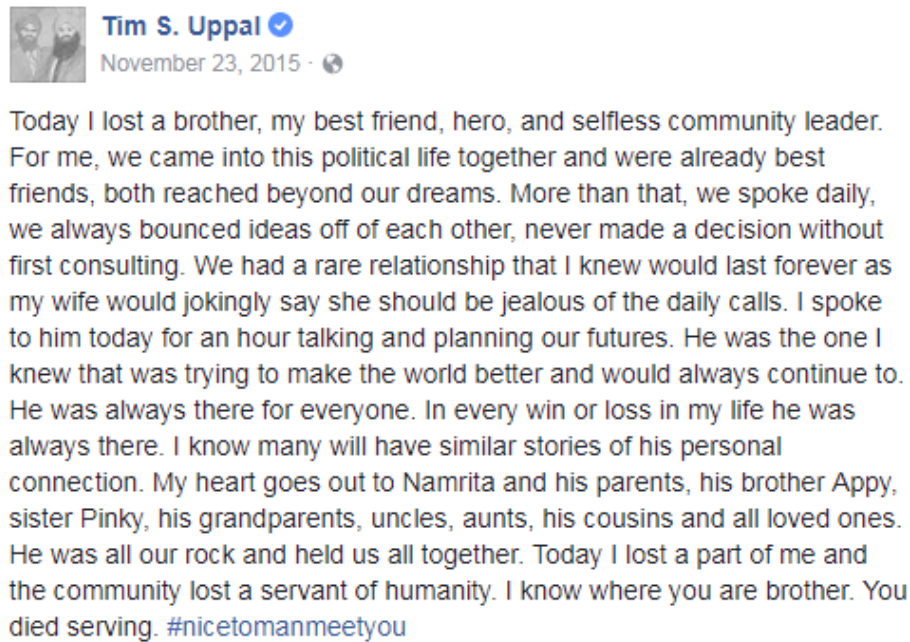 Tim S. Uppal
November 23, 2015 ·
Today I lost a brother, my best friend, hero, and selfless community leader.
For me, we came into this political life together and were already best
friends, both reached beyond our dreams. More than that, we spoke daily,
we always bounced ideas off of each other, never made a decision without
first consulting. We had a rare relationship that I knew would last forever as
my wife would jokingly say she should be jealous of the daily calls. I spoke
to him today for an hour talking and planning our futures. He was the one I
knew that was trying to make the world better and would always continue to.
He was always there for everyone. In every win or loss in my life he was
always there. I know many will have similar stories of his personal
connection. My heart goes out to Namrita and his parents, his brother Appy,
sister Pinky, his grandparents, uncles, aunts, his cousins and all loved ones.
He was all our rock and held us all together. Today I lost a part of me and
the community lost a servant of humanity. I know where you are brother. You
died serving. #nicetomanmeetyou